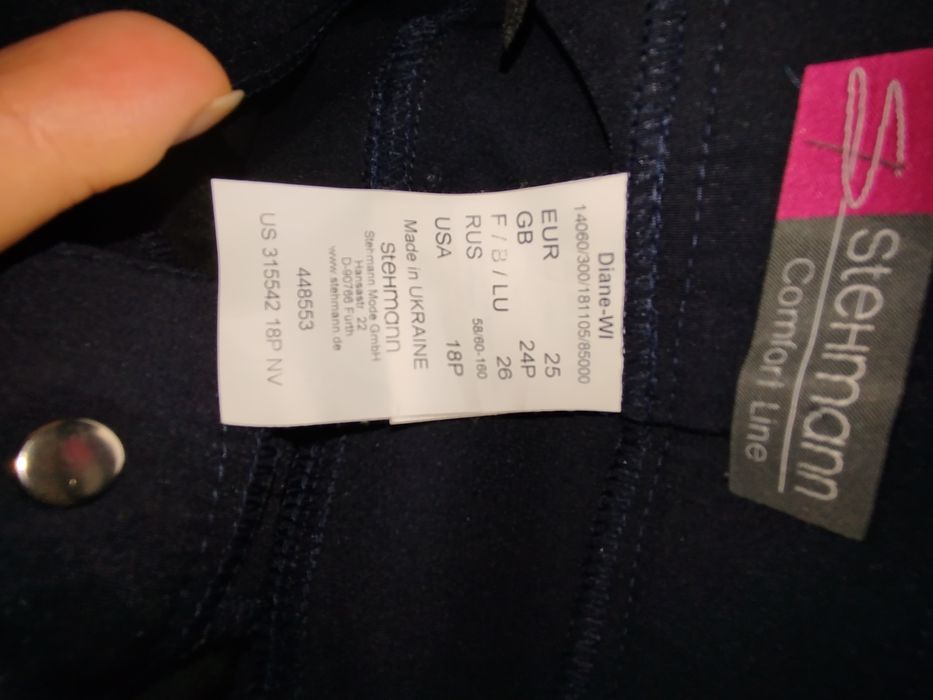 Diane-WI
14060/300/181105/85000
EUR 25
GB 24P
F / B / LU 26
RUS 58/60-160
USA 18P
Made in UKRAINE
steHmann
Stehmann Mode GmbH
Hansastr. 22
D-90766 Fürth
www.stehmann.de
448553
US 315542 18P NV
steHmann
Comfort Line